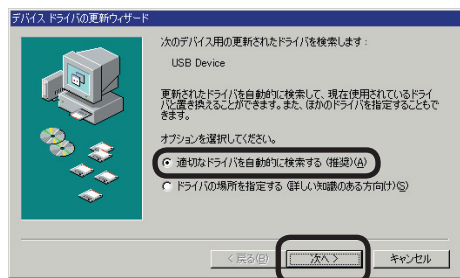 デバイス ドライバの更新ウィザード
次のデバイス用の更新されたドライバを検索します :
USB Device
更新されたドライバを自動的に検索して、現在使用されているドライ
バと置き換えることができます。また、ほかのドライバを指定することもで
きます。
オプションを選択してください。
適切なドライバを自動的に検索する (推奨)(A)
ドライバの場所を指定する (詳しい知識のある方向け)(S)
< 戻る(B)
次へ >
キャンセル